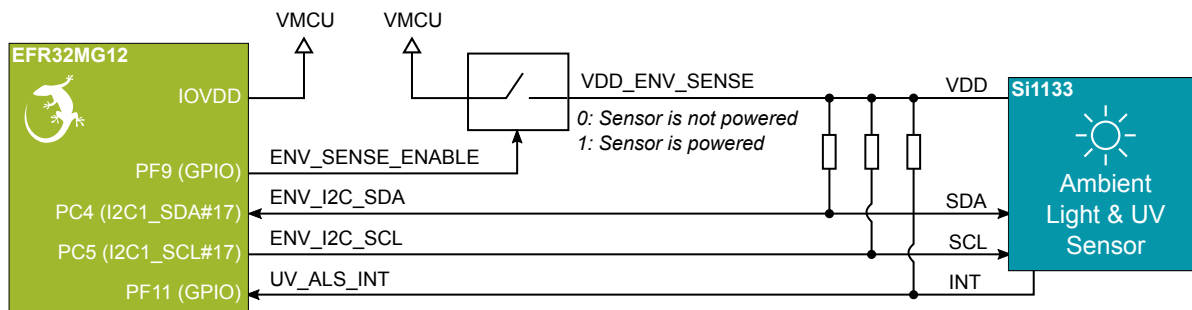 VMCU
VMCU
EFR32MG12
IOVDD
VDD_ENV_SENSE
VDD
Si1133
0: Sensor is not powered
1: Sensor is powered
PF9 (GPIO)
ENV_SENSE_ENABLE
PC4 (I2C1_SDA#17)
ENV_I2C_SDA
SDA
PC5 (I2C1_SCL#17)
ENV_I2C_SCL
SCL
PF11 (GPIO)
UV_ALS_INT
INT
Ambient
Light & UV
Sensor